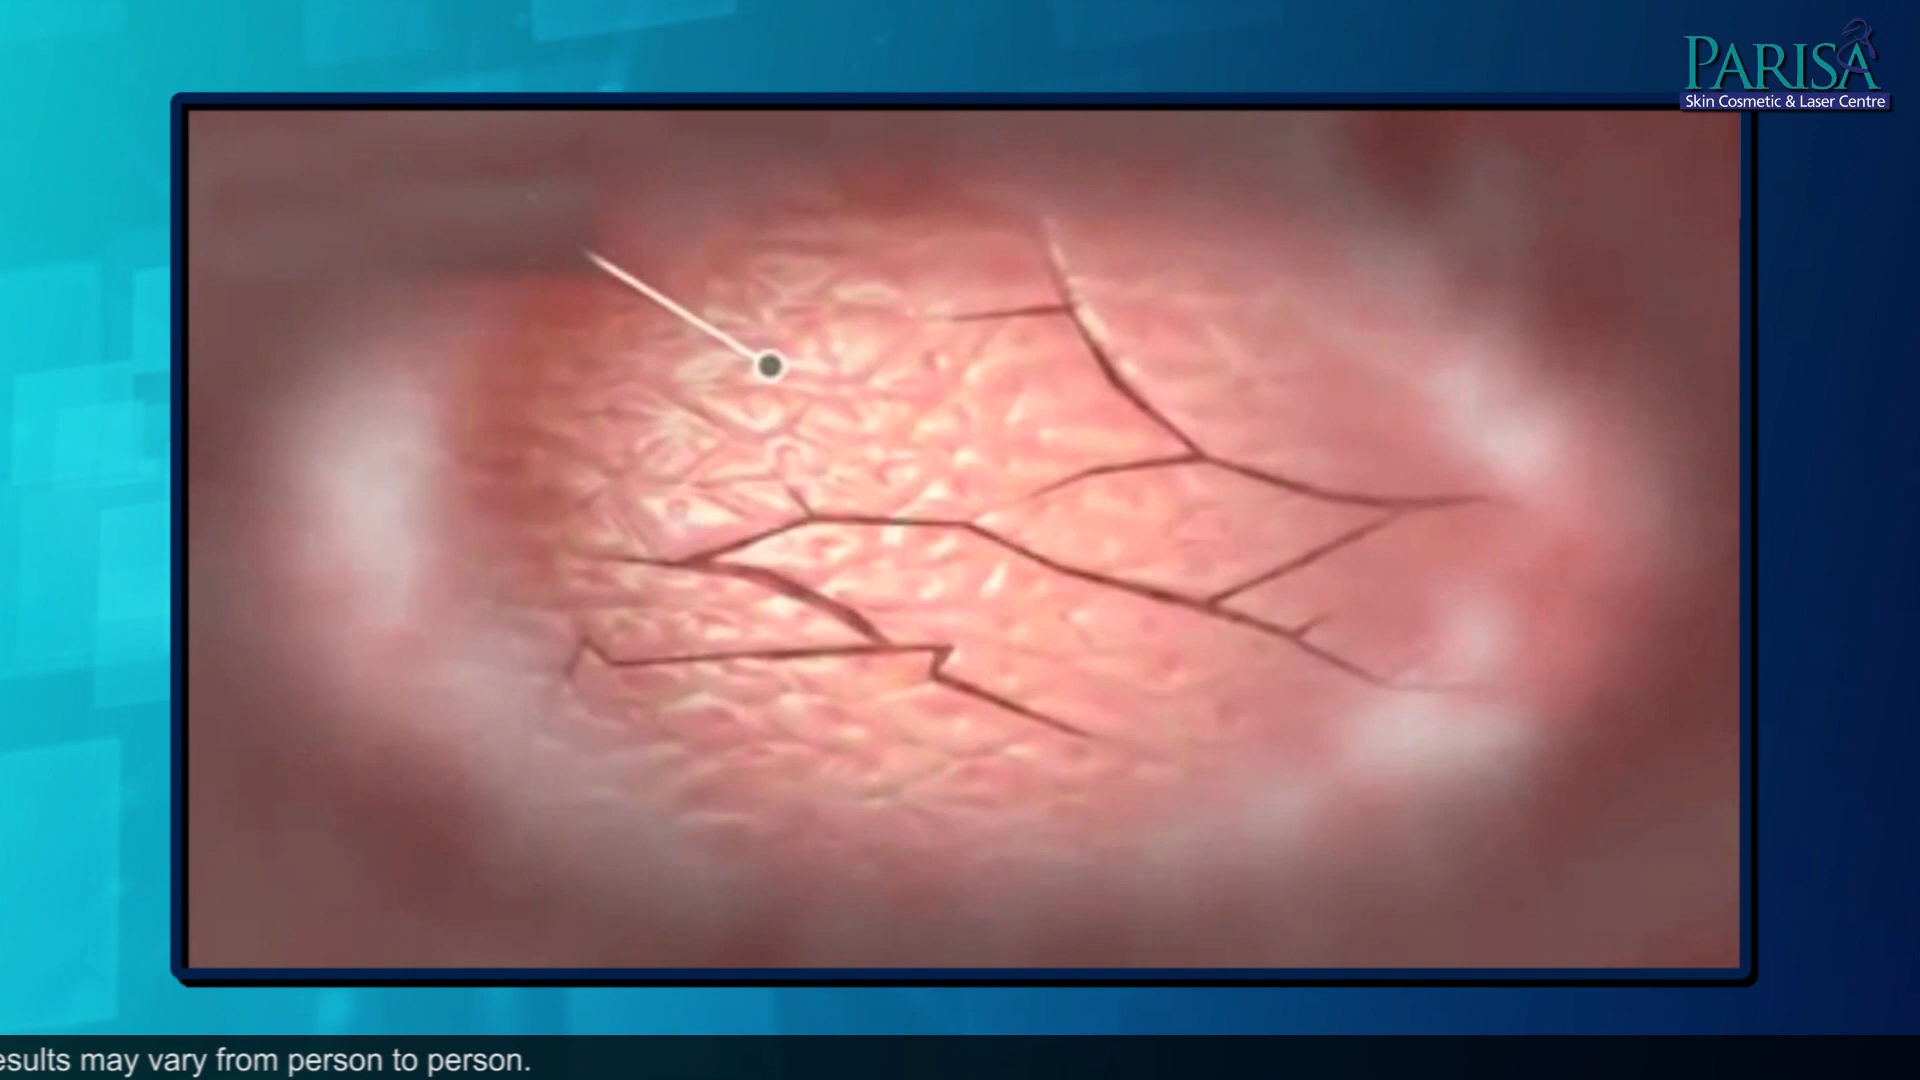 PARISA
Skin Cosmetic & Laser Centre
esults may vary from person to person.